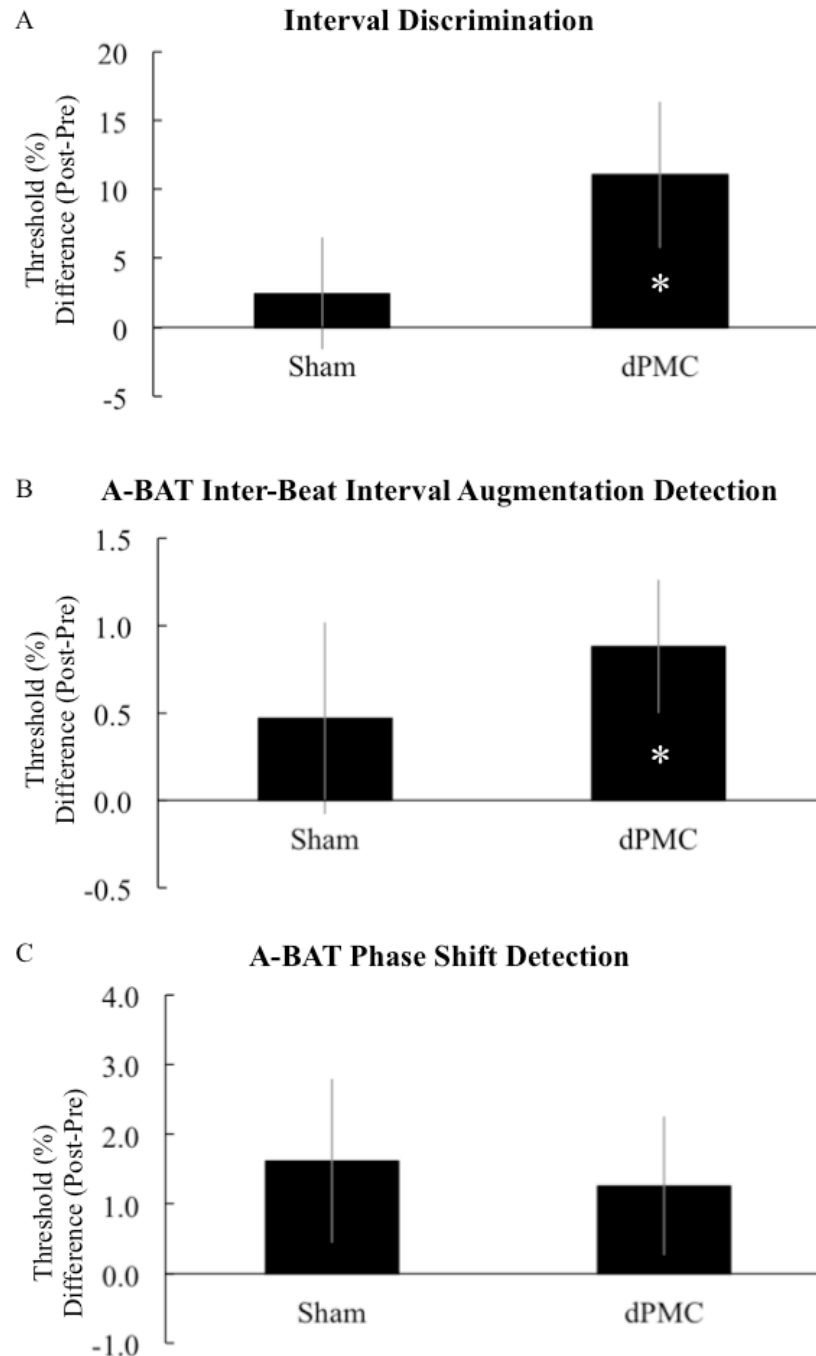 A
Interval Discrimination
Threshold (%)
Difference (Post-Pre)
20
15
10
5
0
-5
*
Sham
dPMC
B
A-BAT Inter-Beat Interval Augmentation Detection
Threshold (%)
Difference (Post-Pre)
1.5
1.0
0.5
0.0
-0.5
*
Sham
dPMC
C
A-BAT Phase Shift Detection
Threshold (%)
Difference (Post-Pre)
4.0
3.0
2.0
1.0
0.0
-1.0
Sham
dPMC